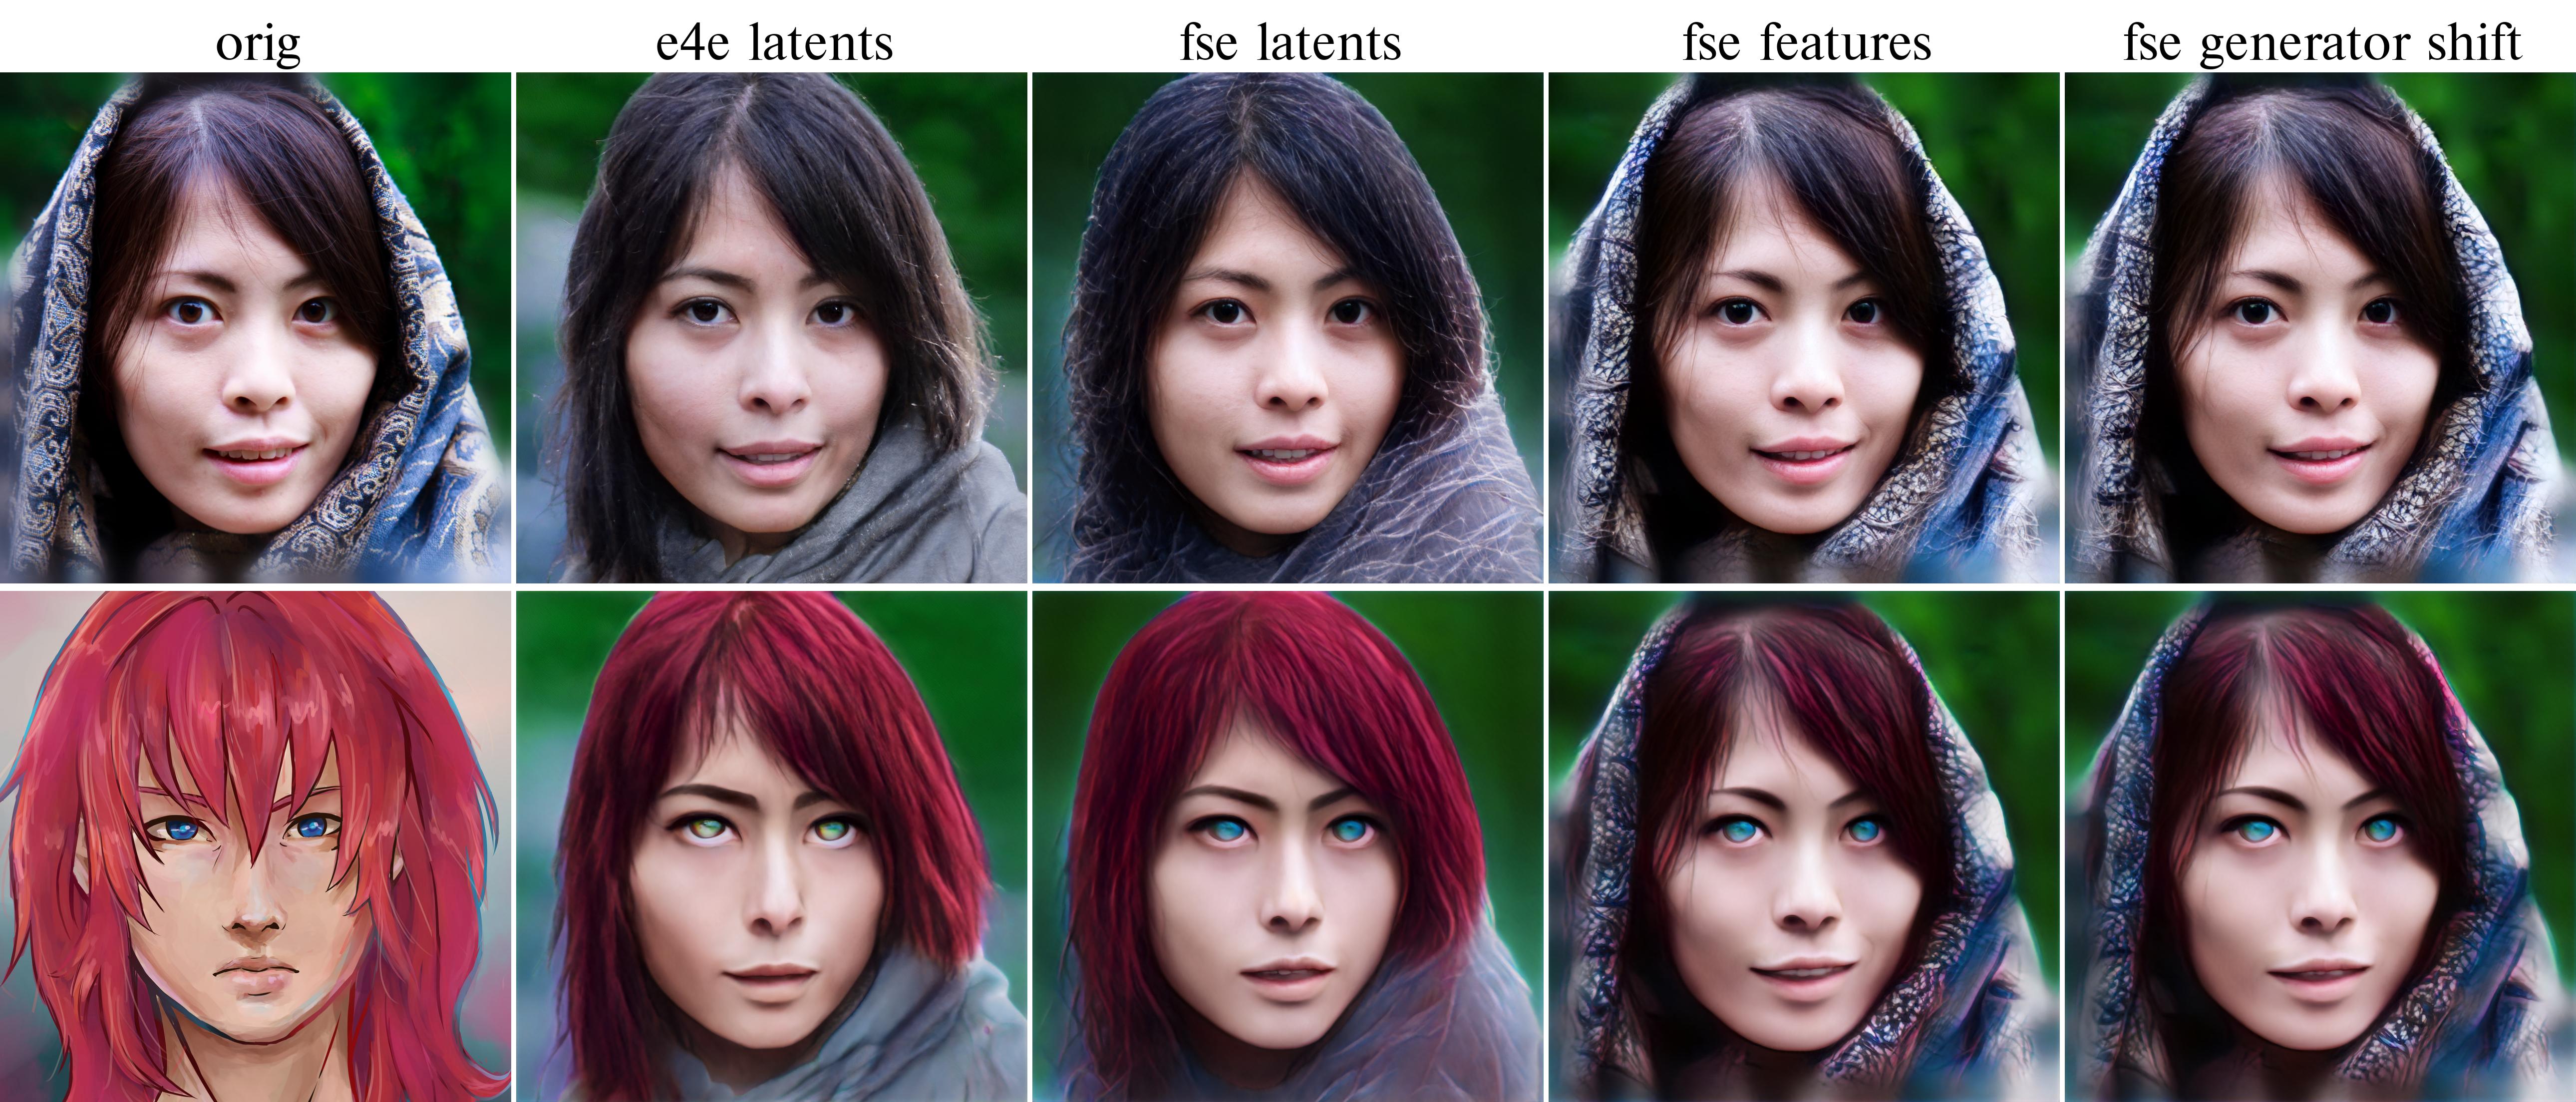 orig e4e latents fse latents fse features fse generator shift